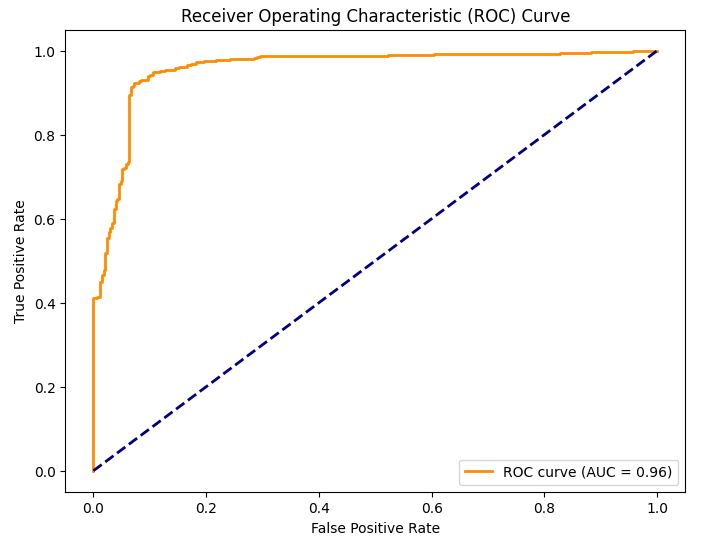 Receiver Operating Characteristic (ROC) Curve
1.0
0.8
0.6
0.4
0.2
0.0
True Positive Rate
ROC curve (AUC = 0.96)
0.0 0.2 0.4 0.6 0.8 1.0
False Positive Rate